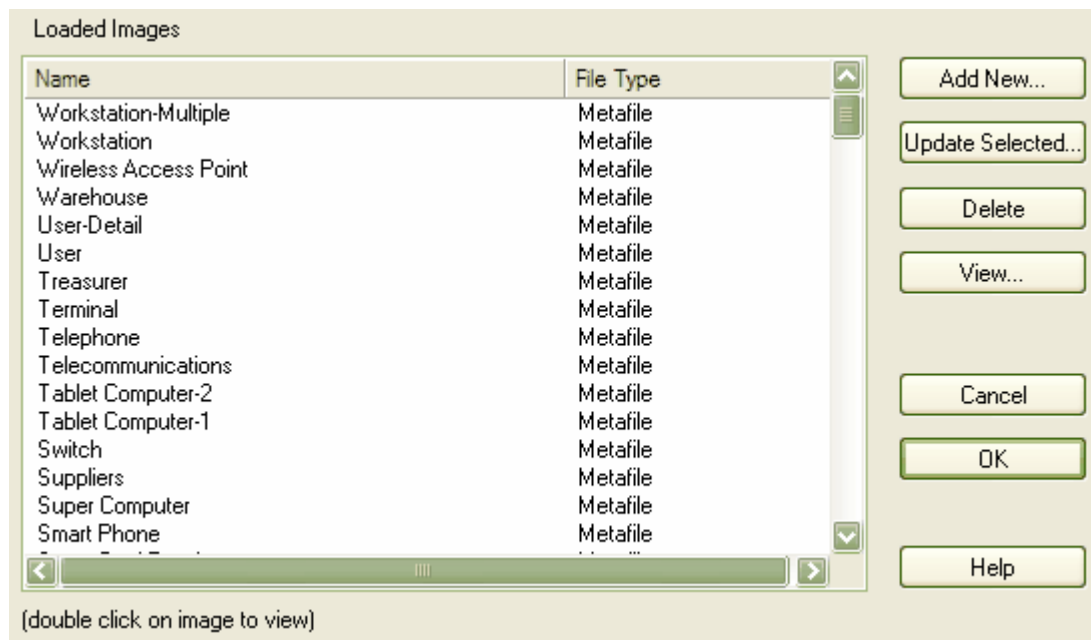 Loaded Images
Name File Type
Workstation-Multiple Metafile
Workstation Metafile
Wireless Access Point Metafile
Warehouse Metafile
User-Detail Metafile
User Metafile
Treasurer Metafile
Terminal Metafile
Telephone Metafile
Telecommunications Metafile
Tablet Computer-2 Metafile
Tablet Computer-1 Metafile
Switch Metafile
Suppliers Metafile
Super Computer Metafile
Smart Phone Metafile
(double click on image to view)
Add New...
Update Selected...
Delete
View...
Cancel
OK
Help